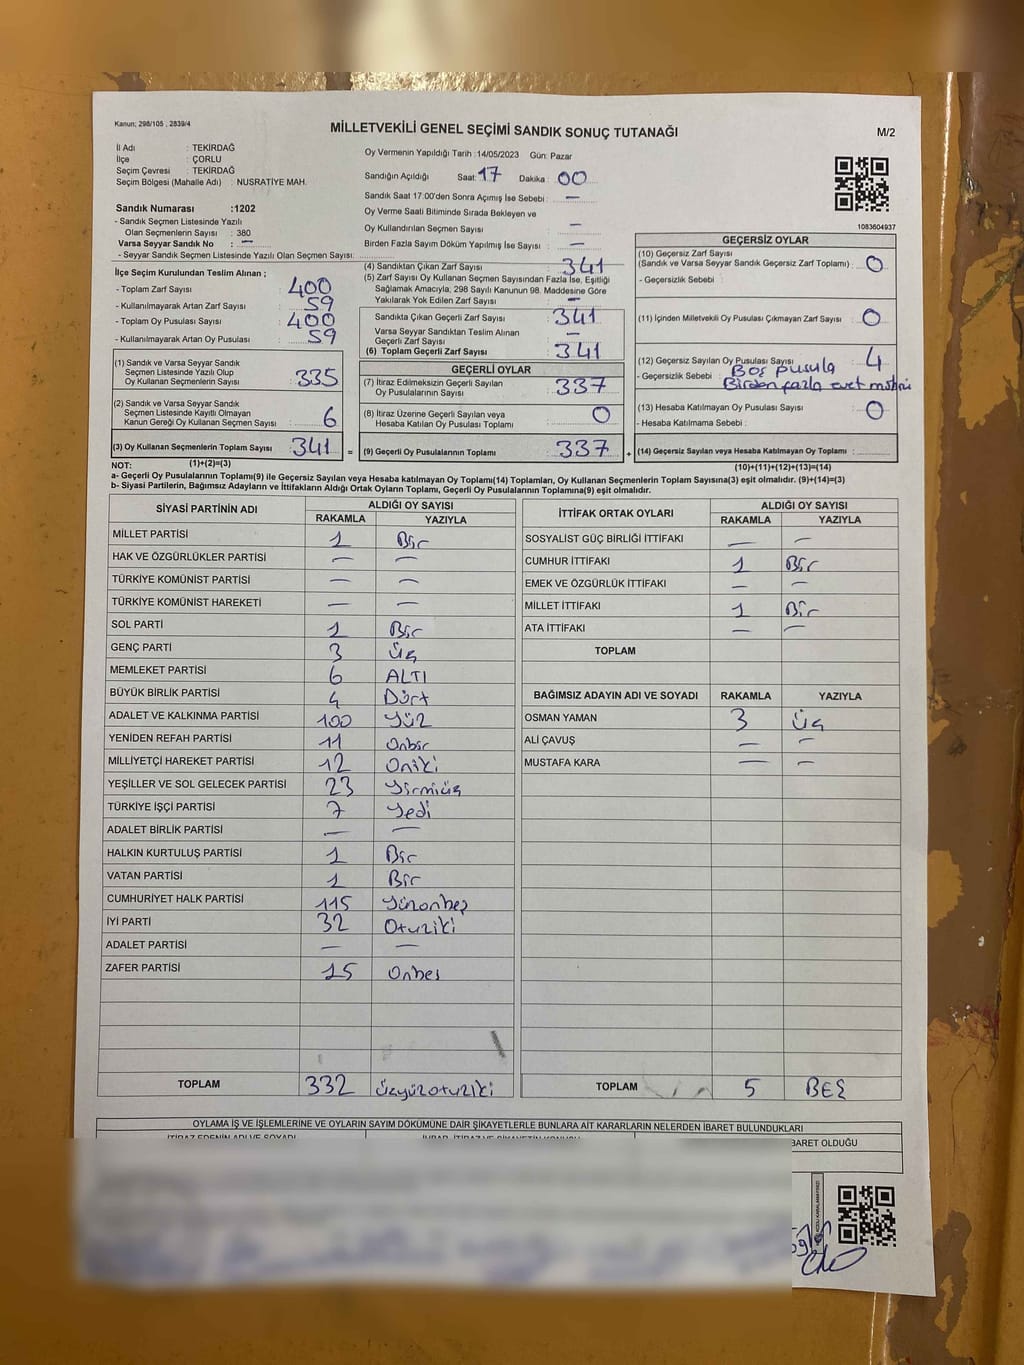 Kanun; 298/105 , 2839/4
MİLLETVEKİLİ GENEL SEÇİMİ SANDIK SONUÇ TUTANAĞI
M/2
İl Adı : TEKİRDAĞ
İlçe : ÇORLU
Seçim Çevresi : TEKİRDAĞ
Seçim Bölgesi (Mahalle Adı) : NUSRATİYE MAH.
Sandık Numarası :1202
- Sandık Seçmen Listesinde Yazılı
Olan Seçmenlerin Sayısı : 380
Varsa Seyyar Sandık No : —
- Seyyar Sandık Seçmen Listesinde Yazılı Olan Seçmen Sayısı:
Oy Vermenin Yapıldığı Tarih :14/05/2023 Gün: Pazar
Sandığın Açıldığı Saat: 17 Dakika : 00
Sandık Saat 17:00'den Sonra Açımış İse Sebebi : —
Oy Verme Saati Bitiminde Sırada Bekleyen ve
Oy Kullandırılan Seçmen Sayısı : —
Birden Fazla Sayım Döküm Yapılmış İse Sayısı : —
1083604937
İlçe Seçim Kurulundan Teslim Alınan ;
- Toplam Zarf Sayısı : 400
- Kullanılmayarak Artan Zarf Sayısı : 59
- Toplam Oy Pusulası Sayısı : 400
- Kullanılmayarak Artan Oy Pusulası : 59
(1) Sandık ve Varsa Seyyar Sandık
Seçmen Listesinde Yazılı Olup
Oy Kullanan Seçmenlerin Sayısı : 335
(2) Sandık ve Varsa Seyyar Sandık
Seçmen Listesinde Kayıtlı Olmayan
Kanun Gereği Oy Kullanan Seçmen Sayısı : 6
(3) Oy Kullanan Seçmenlerin Toplam Sayısı : 341 =
(1)+(2)=(3)
(4) Sandıktan Çıkan Zarf Sayısı : 341
(5) Zarf Sayısı Oy Kullanan Seçmen Sayısından Fazla İse, Eşitliği
Sağlamak Amacıyla, 298 Sayılı Kanunun 98. Maddesine Göre
Yakılarak Yok Edilen Zarf Sayısı : —
Sandıkta Çıkan Geçerli Zarf Sayısı : 341
Varsa Seyyar Sandıktan Teslim Alınan
Geçerli Zarf Sayısı : —
(6) Toplam Geçerli Zarf Sayısı : 341
GEÇERLİ OYLAR
(7) İtiraz Edilmeksizin Geçerli Sayılan
Oy Pusulalarının Sayısı : 337
(8) İtiraz Üzerine Geçerli Sayılan veya
Hesaba Katılan Oy Pusulası Toplamı : 0
(9) Geçerli Oy Pusulalarının Toplamı : 337 +
GEÇERSİZ OYLAR
(10) Geçersiz Zarf Sayısı
(Sandık ve Varsa Seyyar Sandık Geçersiz Zarf Toplamı) : 0
- Geçersizlik Sebebi :
(11) İçinden Milletvekili Oy Pusulası Çıkmayan Zarf Sayısı : 0
(12) Geçersiz Sayılan Oy Pusulası Sayısı : 4
- Geçersizlik Sebebi : Boş pusula
Birden fazla evet mührü
(13) Hesaba Katılmayan Oy Pusulası Sayısı : 0
- Hesaba Katılmama Sebebi :
(14) Geçersiz Sayılan veya Hesaba Katılmayan Oy Toplamı :
(10)+(11)+(12)+(13)=(14)
NOT:
a- Geçerli Oy Pusulalarının Toplamı(9) ile Geçersiz Sayılan veya Hesaba katılmayan Oy Toplamı(14) Toplamları, Oy Kullanan Seçmenlerin Toplam Sayısına(3) eşit olmalıdır. (9)+(14)=(3)
b- Siyasi Partilerin, Bağımsız Adayların ve İttifakların Aldığı Ortak Oyların Toplamı, Geçerli Oy Pusulalarının Toplamına(9) eşit olmalıdır.
SİYASİ PARTİNİN ADI ALDIĞI OY SAYISI
RAKAMLA YAZIYLA
MİLLET PARTİSİ 1 Bir
HAK VE ÖZGÜRLÜKLER PARTİSİ — —
TÜRKİYE KOMÜNİST PARTİSİ — —
TÜRKİYE KOMÜNİST HAREKETİ — —
SOL PARTİ 1 Bir
GENÇ PARTİ 3 Üç
MEMLEKET PARTİSİ 6 ALTI
BÜYÜK BİRLİK PARTİSİ 4 Dört
ADALET VE KALKINMA PARTİSİ 100 Yüz
YENİDEN REFAH PARTİSİ 11 Onbir
MİLLİYETÇİ HAREKET PARTİSİ 12 Oniki
YEŞİLLER VE SOL GELECEK PARTİSİ 23 Yirmiüç
TÜRKİYE İŞÇİ PARTİSİ 7 Yedi
ADALET BİRLİK PARTİSİ — —
HALKIN KURTULUŞ PARTİSİ 1 Bir
VATAN PARTİSİ 1 Bir
CUMHURİYET HALK PARTİSİ 115 Yüzonbeş
İYİ PARTİ 32 Otuziki
ADALET PARTİSİ — —
ZAFER PARTİSİ 15 Onbeş
TOPLAM 332 Üçyüzotuziki
İTTİFAK ORTAK OYLARI ALDIĞI OY SAYISI
RAKAMLA YAZIYLA
SOSYALİST GÜÇ BİRLİĞİ İTTİFAKI — —
CUMHUR İTTİFAKI 1 Bir
EMEK VE ÖZGÜRLÜK İTTİFAKI — —
MİLLET İTTİFAKI 1 Bir
ATA İTTİFAKI — —
TOPLAM
BAĞIMSIZ ADAYIN ADI VE SOYADI RAKAMLA YAZIYLA
OSMAN YAMAN 3 Üç
ALİ ÇAVUŞ — —
MUSTAFA KARA — —
TOPLAM 5 BEŞ
OYLAMA İŞ VE İŞLEMLERİNE VE OYLARIN SAYIM DÖKÜMÜNE DAİR ŞİKAYETLERLE BUNLARA AİT KARARLARIN NELERDEN İBARET BULUNDUKLARI
BARET OLDUĞU